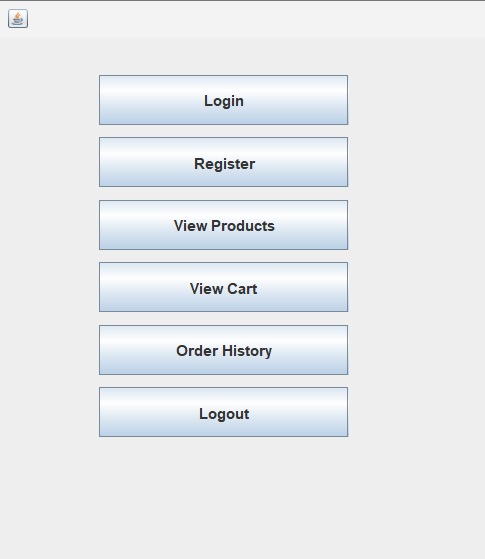 Login
Register
View Products
View Cart
Order History
Logout